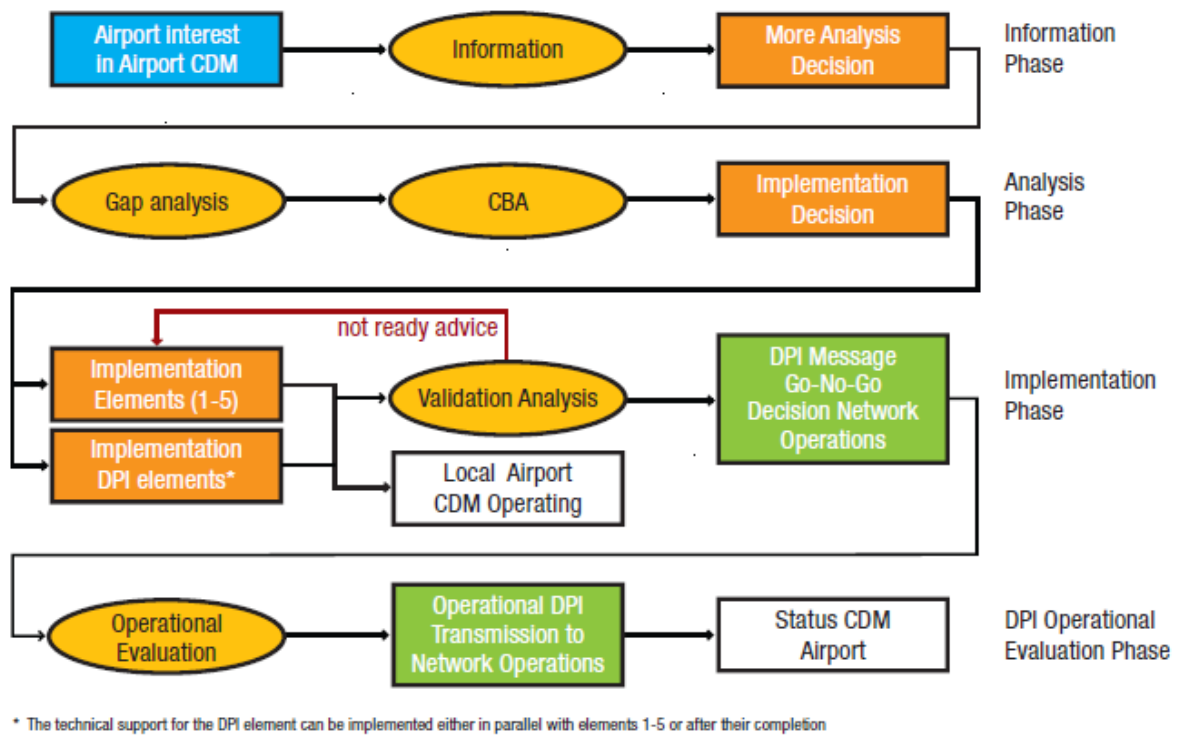 Airport interest
in Airport CDM
Information
More Analysis
Decision
Information
Phase
Gap analysis
CBA
Implementation
Decision
Analysis
Phase
not ready advice
Implementation
Elements (1-5)
Implementation
DPI elements*
Validation Analysis
Local Airport
CDM Operating
DPI Message
Go-No-Go
Decision Network
Operations
Implementation
Phase
Operational
Evaluation
Operational DPI
Transmission to
Network Operations
Status CDM
Airport
DPI Operational
Evaluation Phase
* The technical support for the DPI element can be implemented either in parallel with elements 1-5 or after their completion